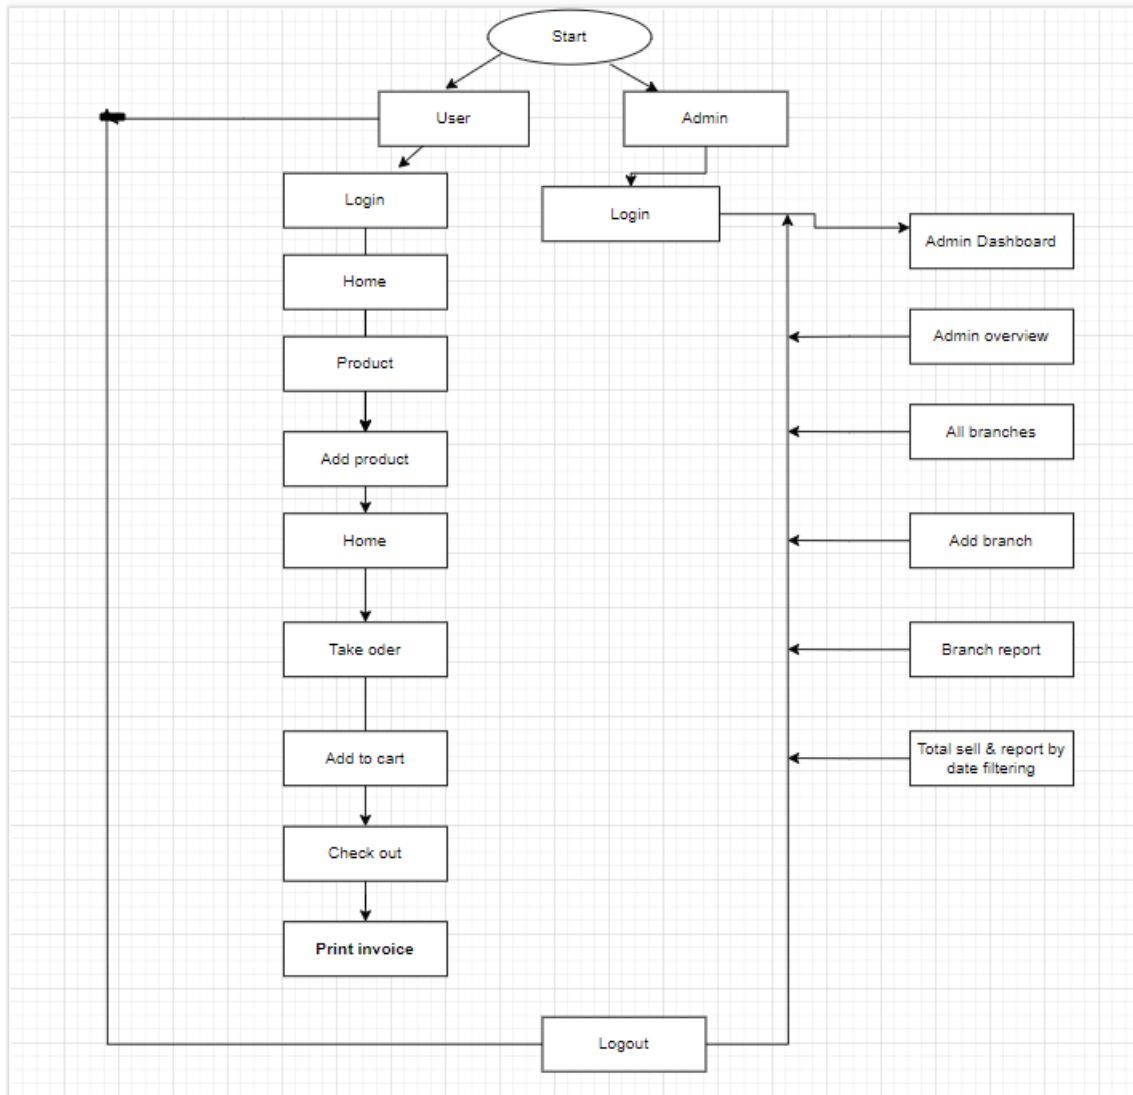 Start
User
Admin
Login
Login
Admin Dashboard
Home
Admin overview
Product
All branches
Add product
Home
Add branch
Take oder
Branch report
Add to cart
Total sell & report by
date filtering
Check out
Print invoice
Logout